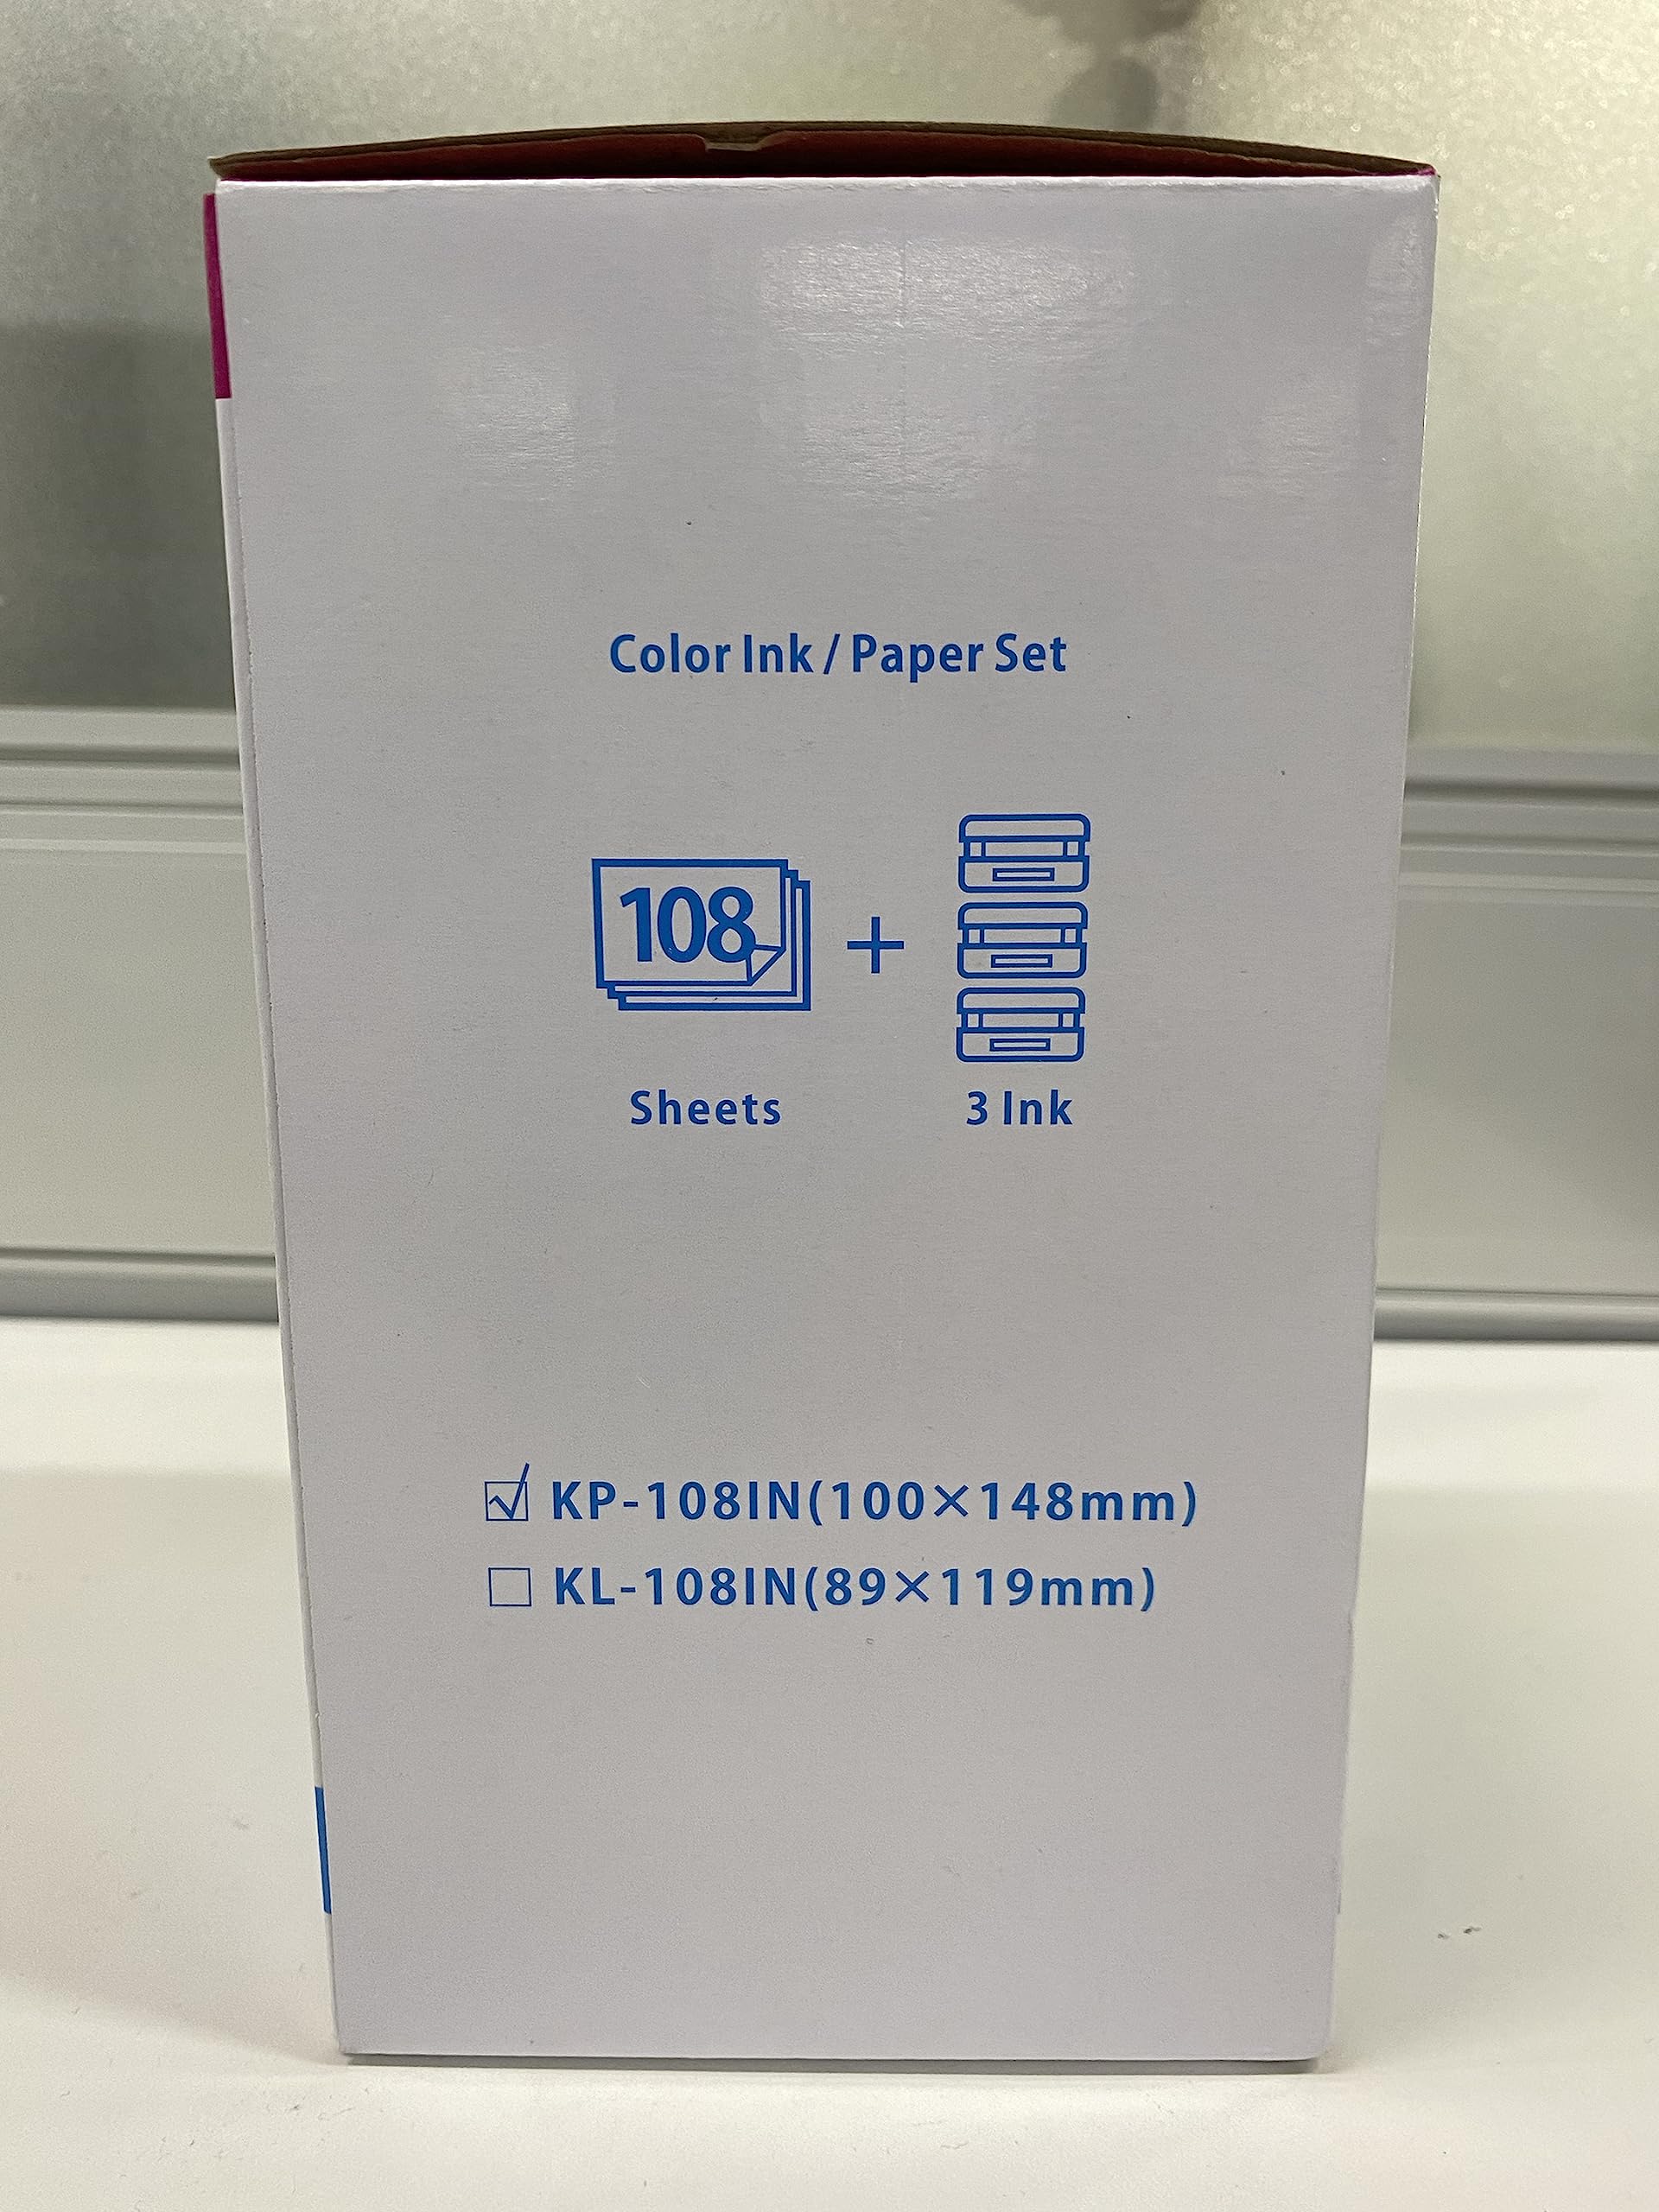 Color Ink / Paper Set
108
+
Sheets
3 Ink
KP-108IN(100×148mm)
KL-108IN(89×119mm)